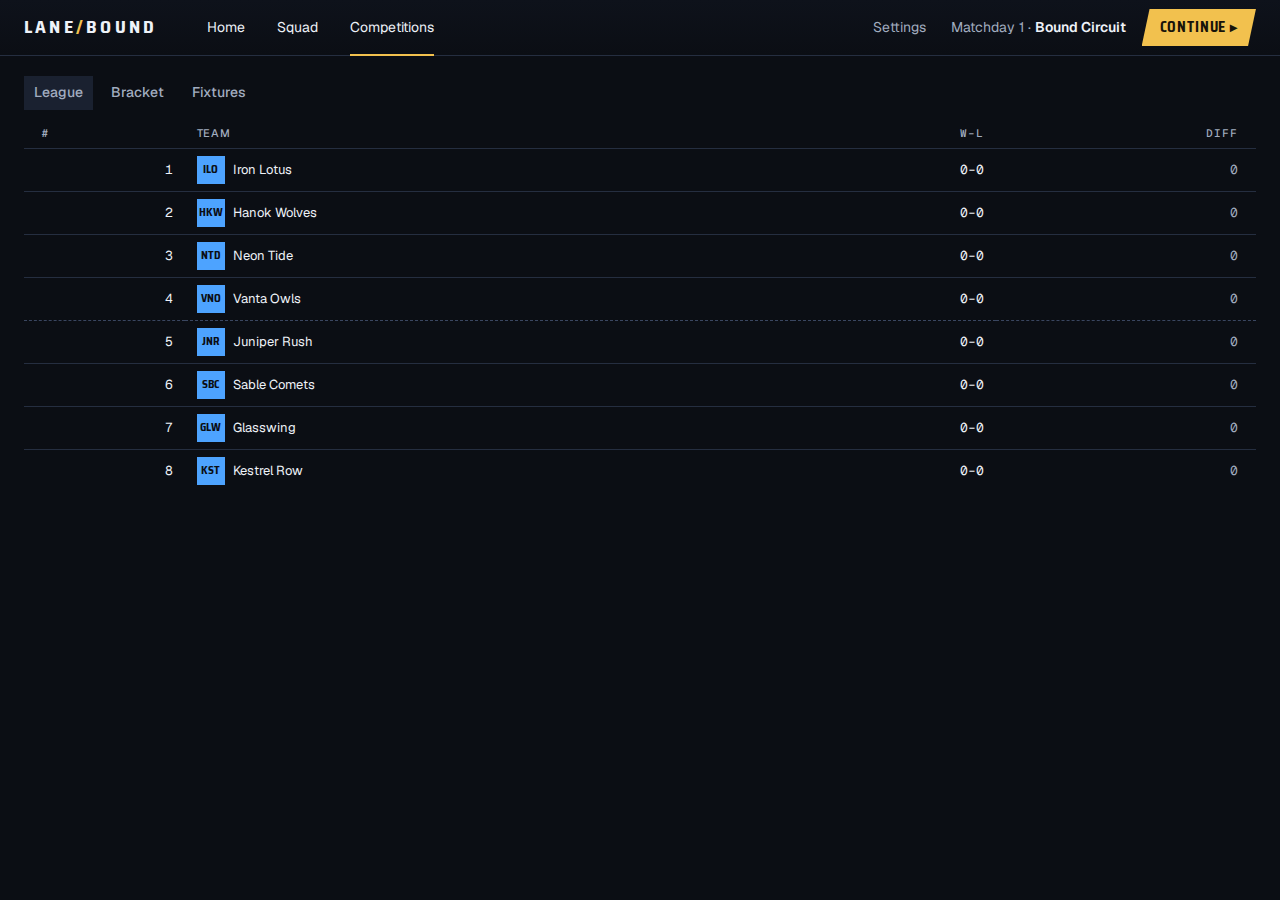 LANE/BOUND Home Squad Competitions Settings Matchday 1 · Bound Circuit CONTINUE ▸
League Bracket Fixtures
# TEAM W-L DIFF
1 ILO Iron Lotus 0-0 0
2 HKW Hanok Wolves 0-0 0
3 NTD Neon Tide 0-0 0
4 VNO Vanta Owls 0-0 0
5 JNR Juniper Rush 0-0 0
6 SBC Sable Comets 0-0 0
7 GLW Glasswing 0-0 0
8 KST Kestrel Row 0-0 0